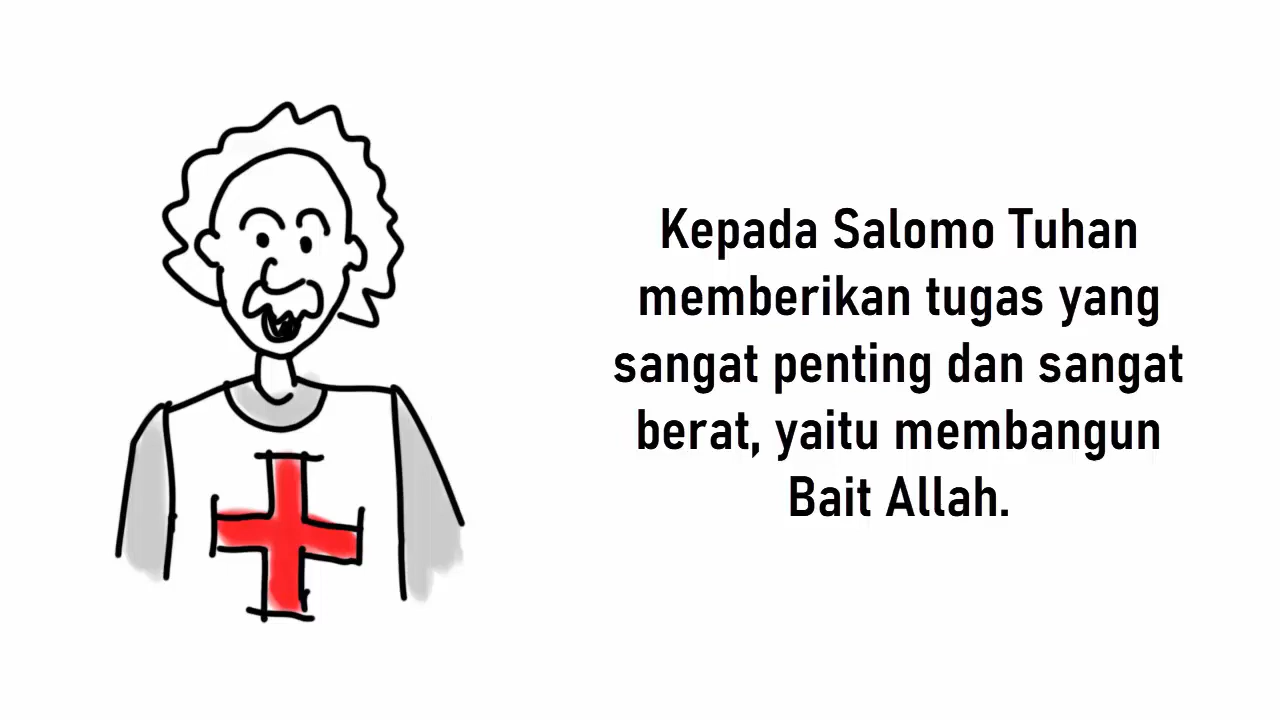 Kepada Salomo Tuhan
memberikan tugas yang
sangat penting dan sangat
berat, yaitu membangun
Bait Allah.